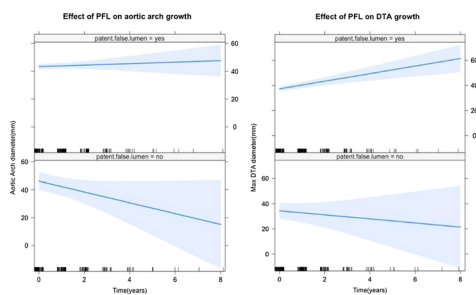 Effect of PFL on aortic arch growth
patent.false.lumen = yes
60
40
20
0
patent.false.lumen = no
60
40
20
0
Aortic Arch diameter(mm)
0 2 4 6 8
Time(years)
Effect of PFL on DTA growth
patent.false.lumen = yes
60
40
20
0
patent.false.lumen = no
60
40
20
0
Max DTA diameter(mm)
0 2 4 6 8
Time(years)